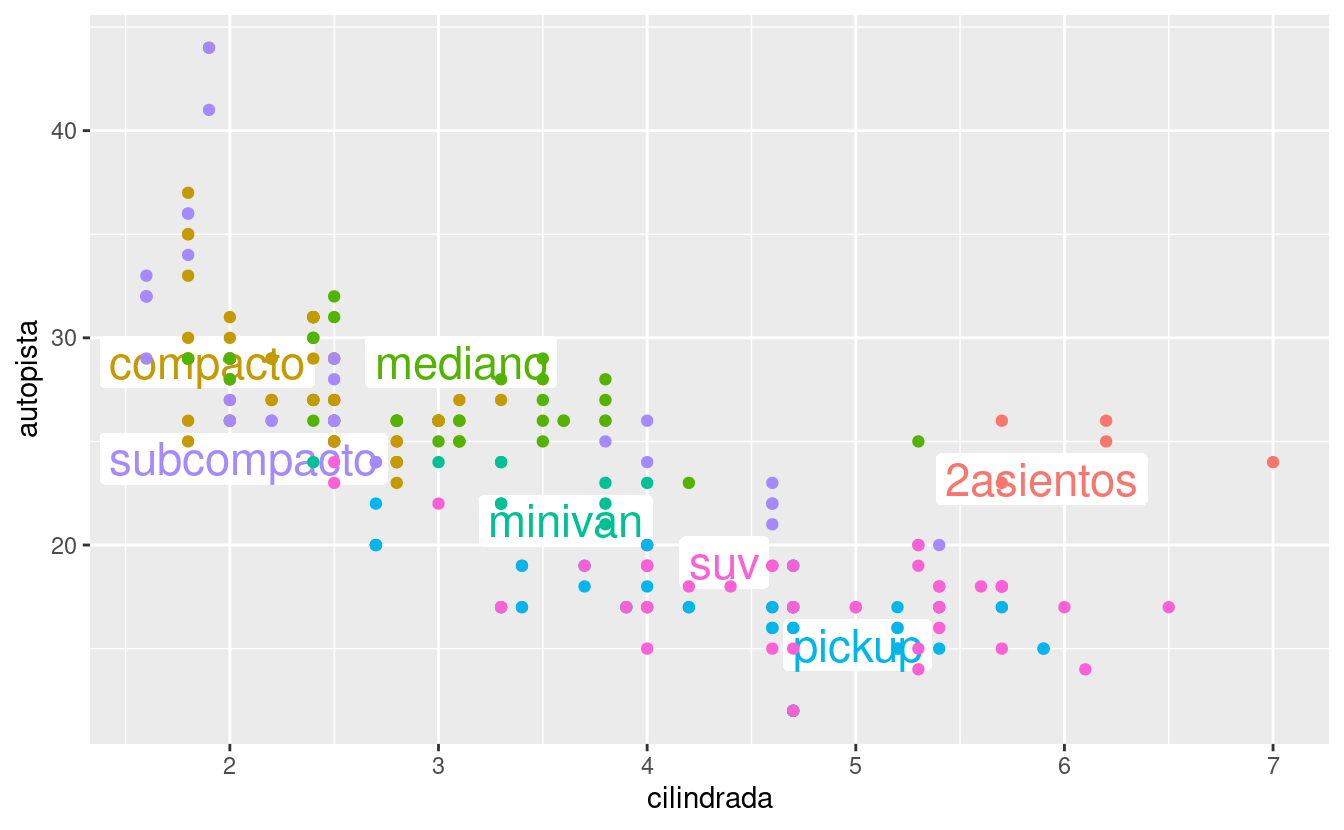 40
30
20
autopista
compacto
mediano
subcompacto
2asientos
minivan
suv
pickup
2 3 4 5 6 7
cilindrada